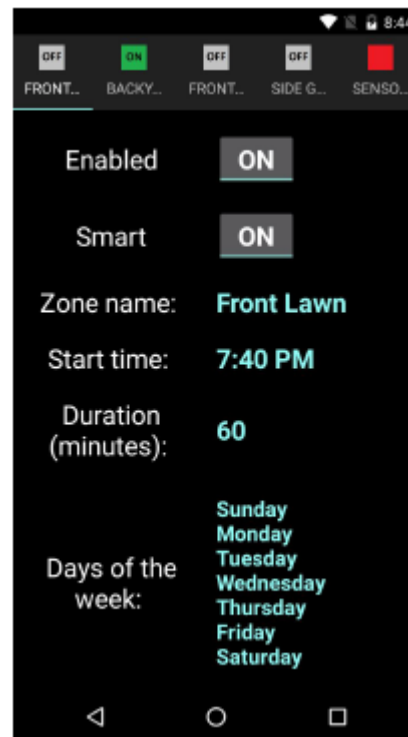 8:44
OFF ON OFF OFF
FRONT... BACKY... FRONT... SIDE G... SENSO...
Enabled ON
Smart ON
Zone name: Front Lawn
Start time: 7:40 PM
Duration
(minutes): 60
Days of the
week:
Sunday
Monday
Tuesday
Wednesday
Thursday
Friday
Saturday